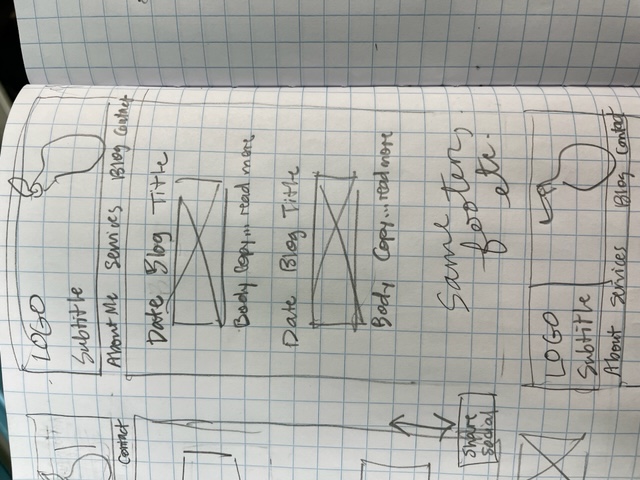 LOGO
Subtitle
About Me Services Blog Contact
Date Blog Title
Body Copy... read more
Date Blog Title
Body Copy... read more
Same
footer,
etc.
LOGO
Subtitle
About Services Blog Contact
Contact
Share
Social